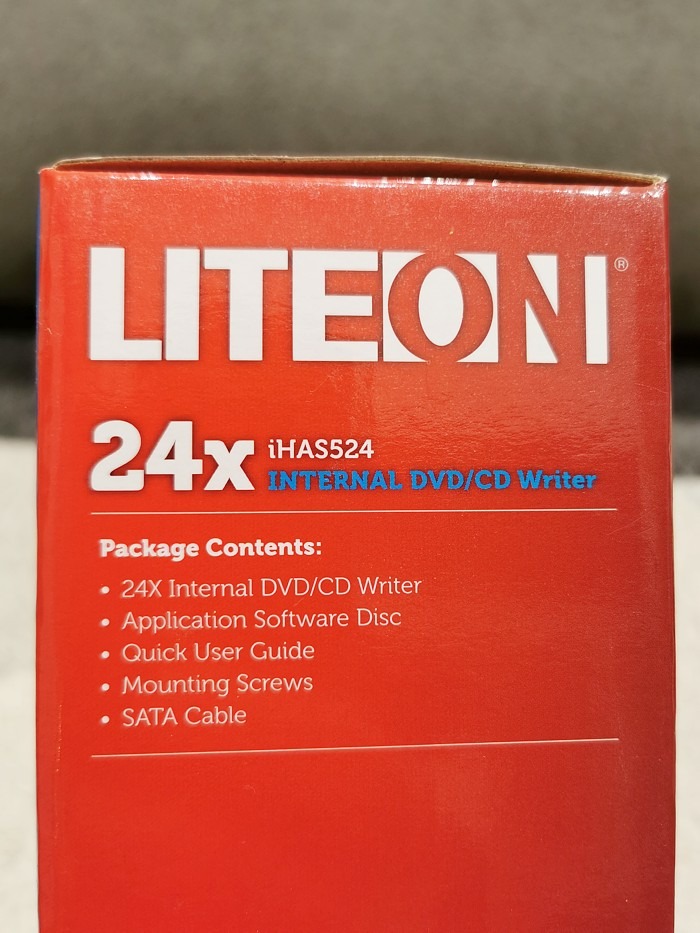 LITEON®
24x iHAS524
INTERNAL DVD/CD Writer
Package Contents:
• 24X Internal DVD/CD Writer
• Application Software Disc
• Quick User Guide
• Mounting Screws
• SATA Cable